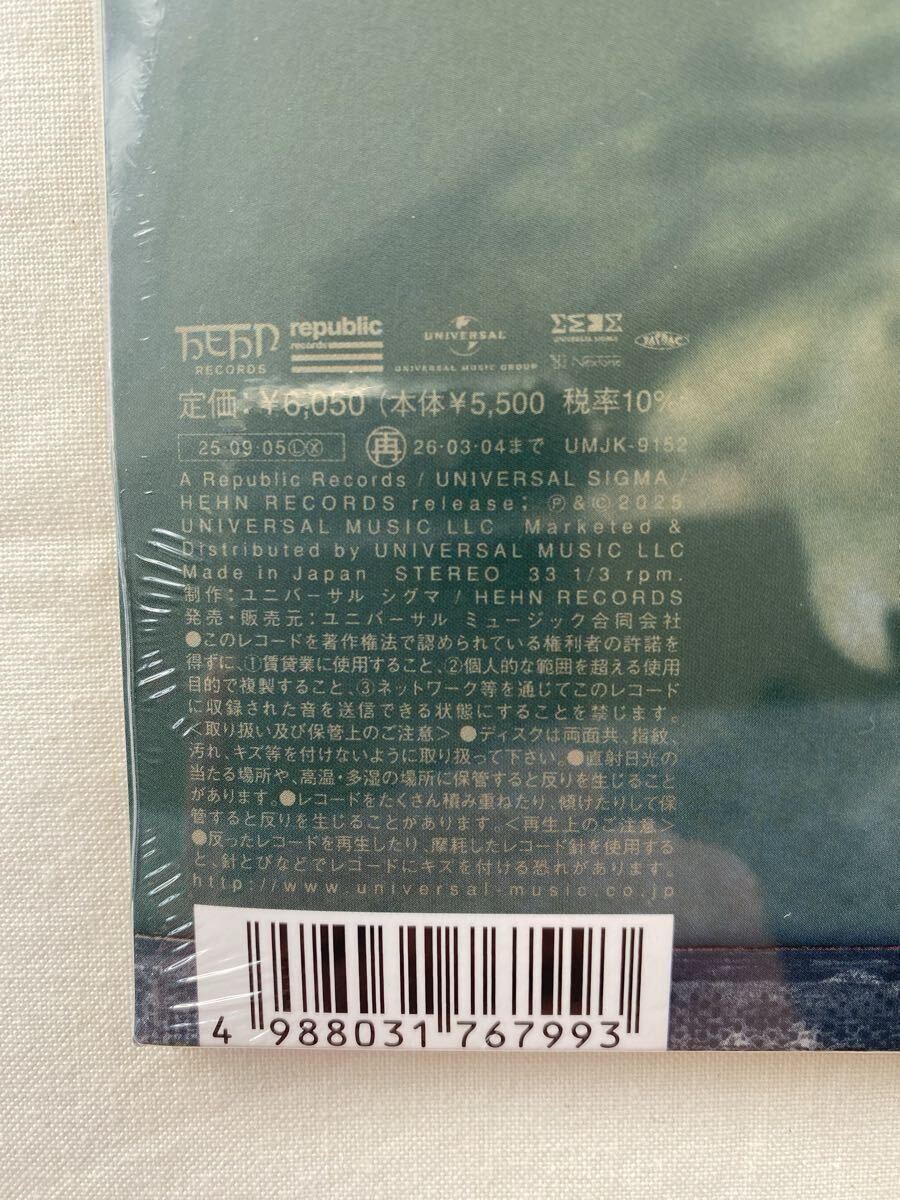 HEHN RECORDS
republic records
UNIVERSAL
UNIVERSAL MUSIC GROUP
UNIVERSAL SIGMA
定価:¥6,050(本体¥5,500 税率10%)
25・09・05ⓁⓍ 再 26・03・04まで UMJK-9152
A Republic Records / UNIVERSAL SIGMA /
HEHN RECORDS release; ℗&©2025
UNIVERSAL MUSIC LLC Marketed &
Distributed by UNIVERSAL MUSIC LLC
Made in Japan STEREO 33 1/3 rpm.
制作:ユニバーサル シグマ / HEHN RECORDS
発売・販売元:ユニバーサル ミュージック合同会社
●このレコードを著作権法で認められている権利者の許諾を
得ずに、①賃貸業に使用すること、②個人的な範囲を超える使用
目的で複製すること、③ネットワーク等を通じてこのレコード
に収録された音を送信できる状態にすることを禁じます。
<取り扱い及び保管上のご注意>●ディスクは両面共、指紋、
汚れ、キズ等を付けないように取り扱って下さい。●直射日光の
当たる場所や、高温・多湿の場所に保管すると反りを生じること
があります。●レコードをたくさん積み重ねたり、傾けたりして保
管すると反りを生じることがあります。<再生上のご注意>
●反ったレコードを再生したり、摩耗したレコード針を使用する
と、針とびなどでレコードにキズを付ける恐れがあります。
http://www.universal-music.co.jp
4 988031 767993